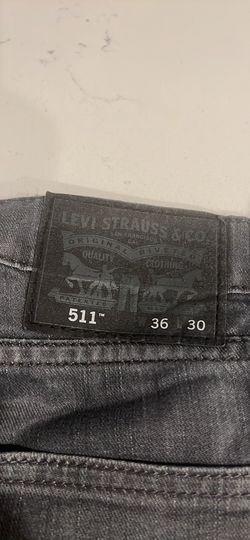 LEVI STRAUSS & CO.
ORIGINAL RIVETED
QUALITY CLOTHING
511™ 36 30